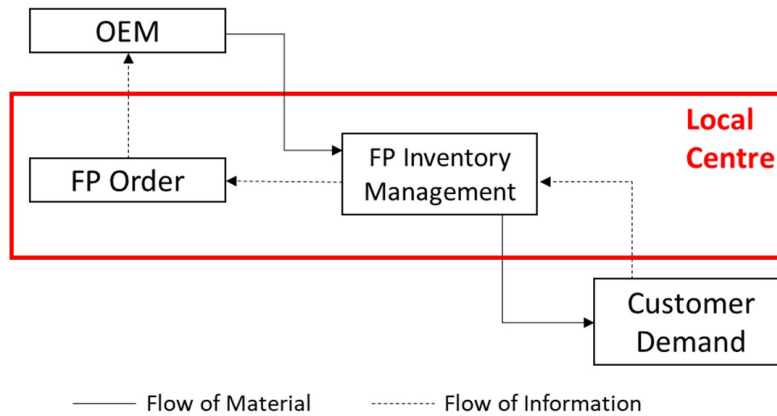 OEM
Local
Centre
FP Order
FP Inventory
Management
Customer
Demand
Flow of Material
Flow of Information